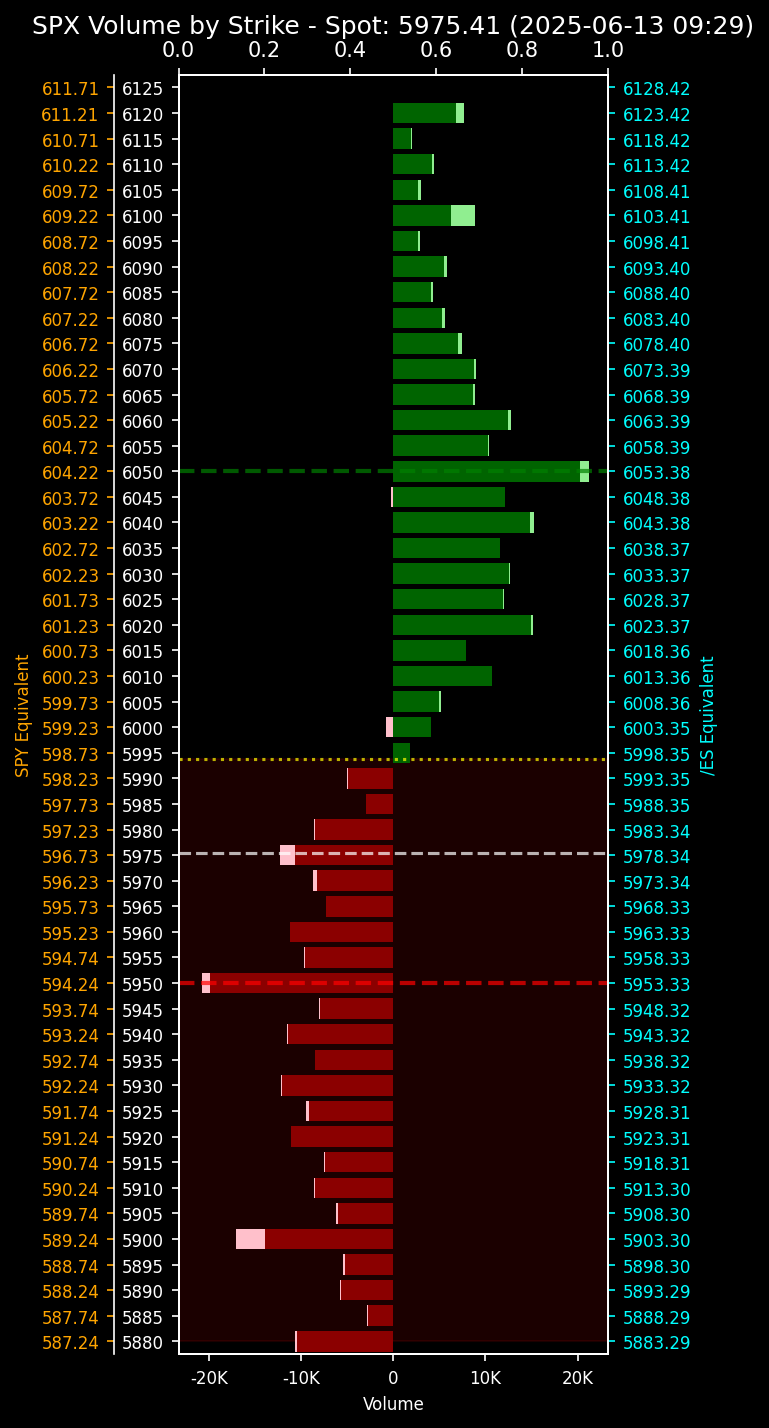 SPX Volume by Strike - Spot: 5975.41 (2025-06-13 09:29)
0.0 0.2 0.4 0.6 0.8 1.0
611.71 6125 6128.42
611.21 6120 6123.42
610.71 6115 6118.42
610.22 6110 6113.42
609.72 6105 6108.41
609.22 6100 6103.41
608.72 6095 6098.41
608.22 6090 6093.40
607.72 6085 6088.40
607.22 6080 6083.40
606.72 6075 6078.40
606.22 6070 6073.39
605.72 6065 6068.39
605.22 6060 6063.39
604.72 6055 6058.39
604.22 6050 6053.38
603.72 6045 6048.38
603.22 6040 6043.38
602.72 6035 6038.37
602.23 6030 6033.37
601.73 6025 6028.37
601.23 6020 6023.37
600.73 6015 6018.36
600.23 6010 6013.36
599.73 6005 6008.36
599.23 6000 6003.35
598.73 5995 5998.35
598.23 5990 5993.35
597.73 5985 5988.35
597.23 5980 5983.34
596.73 5975 5978.34
596.23 5970 5973.34
595.73 5965 5968.33
595.23 5960 5963.33
594.74 5955 5958.33
594.24 5950 5953.33
593.74 5945 5948.32
593.24 5940 5943.32
592.74 5935 5938.32
592.24 5930 5933.32
591.74 5925 5928.31
591.24 5920 5923.31
590.74 5915 5918.31
590.24 5910 5913.30
589.74 5905 5908.30
589.24 5900 5903.30
588.74 5895 5898.30
588.24 5890 5893.29
587.74 5885 5888.29
587.24 5880 5883.29
SPY Equivalent
/ES Equivalent
-20K -10K 0 10K 20K
Volume